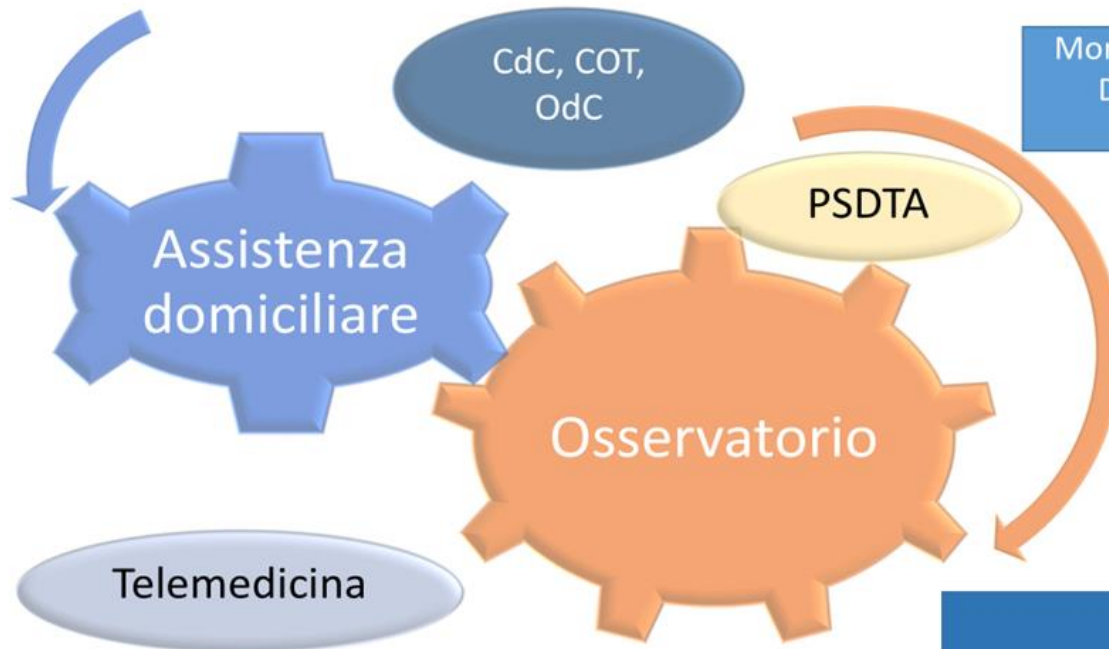 CdC, COT,
OdC
PSDTA
Assistenza
domiciliare
Osservatorio
Telemedicina